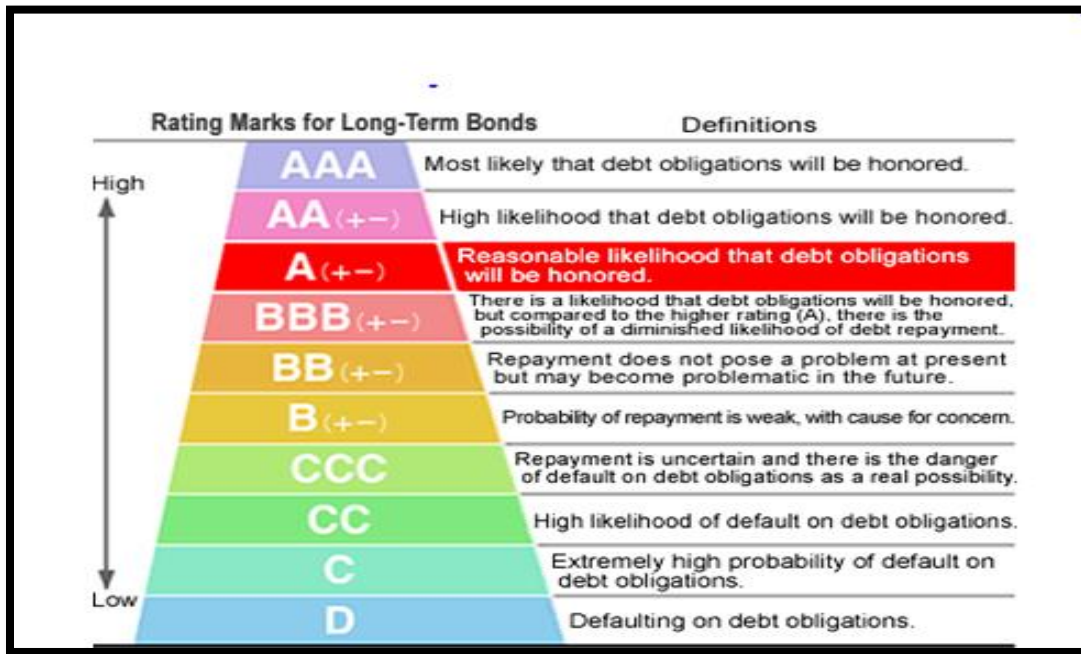 Rating Marks for Long-Term Bonds Definitions
AAA Most likely that debt obligations will be honored.
High
AA (+−) High likelihood that debt obligations will be honored.
A (+−) Reasonable likelihood that debt obligations
will be honored.
BBB (+−) There is a likelihood that debt obligations will be honored,
but compared to the higher rating (A), there is the
possibility of a diminished likelihood of debt repayment.
BB (+−) Repayment does not pose a problem at present
but may become problematic in the future.
B (+−) Probability of repayment is weak, with cause for concern.
CCC Repayment is uncertain and there is the danger
of default on debt obligations as a real possibility.
CC High likelihood of default on debt obligations.
C Extremely high probability of default on
debt obligations.
Low
D Defaulting on debt obligations.